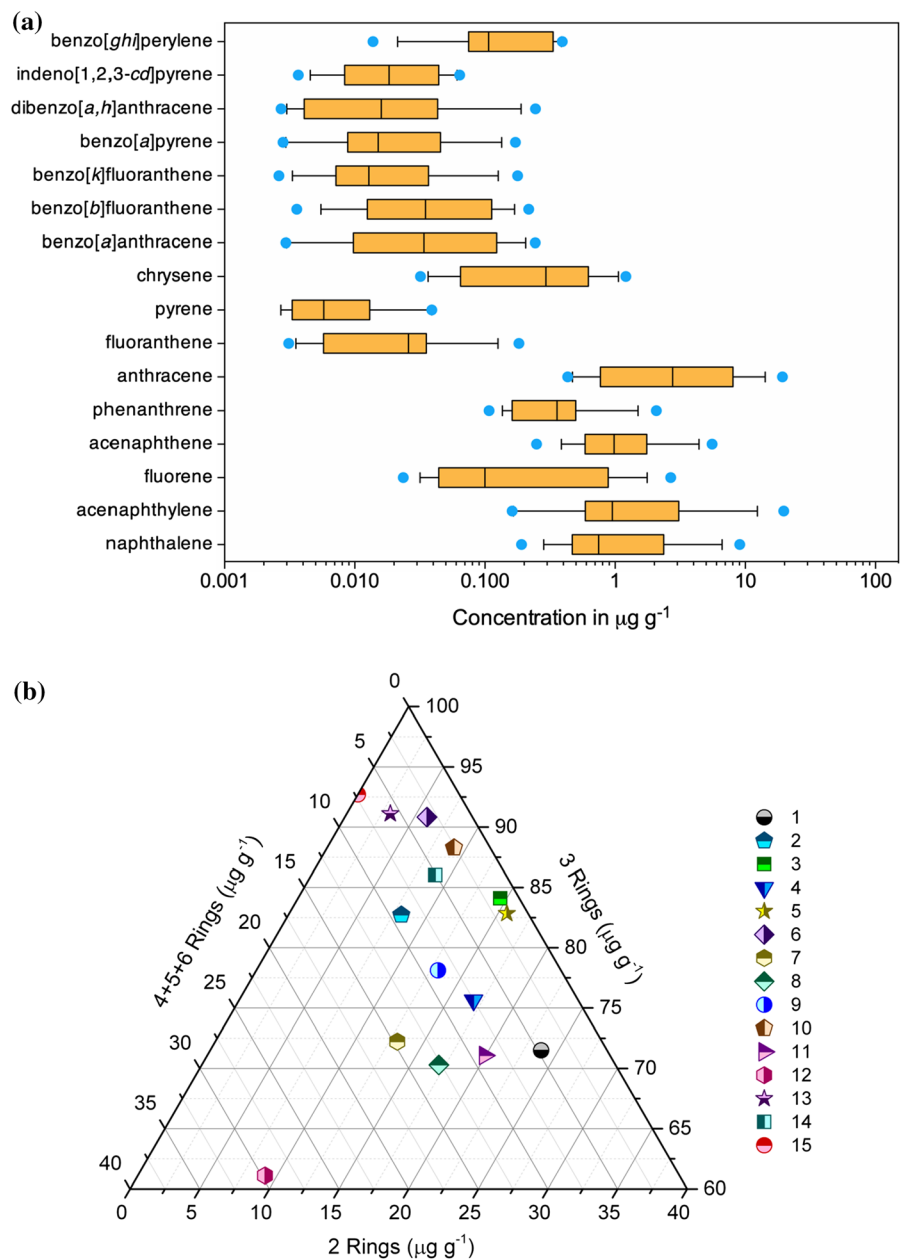 (a)
benzo[ghi]perylene
indeno[1,2,3-cd]pyrene
dibenzo[a,h]anthracene
benzo[a]pyrene
benzo[k]fluoranthene
benzo[b]fluoranthene
benzo[a]anthracene
chrysene
pyrene
fluoranthene
anthracene
phenanthrene
acenaphthene
fluorene
acenaphthylene
naphthalene
0.001 0.010 0.100 1 10 100
Concentration in μg g-1
(b)
0
5
10
15
20
25
30
35
40
4+5+6 Rings (μg g-1)
100
95
90
85
80
75
70
65
60
3 Rings (μg g-1)
0 5 10 15 20 25 30 35 40
2 Rings (μg g-1)
1
2
3
4
5
6
7
8
9
10
11
12
13
14
15